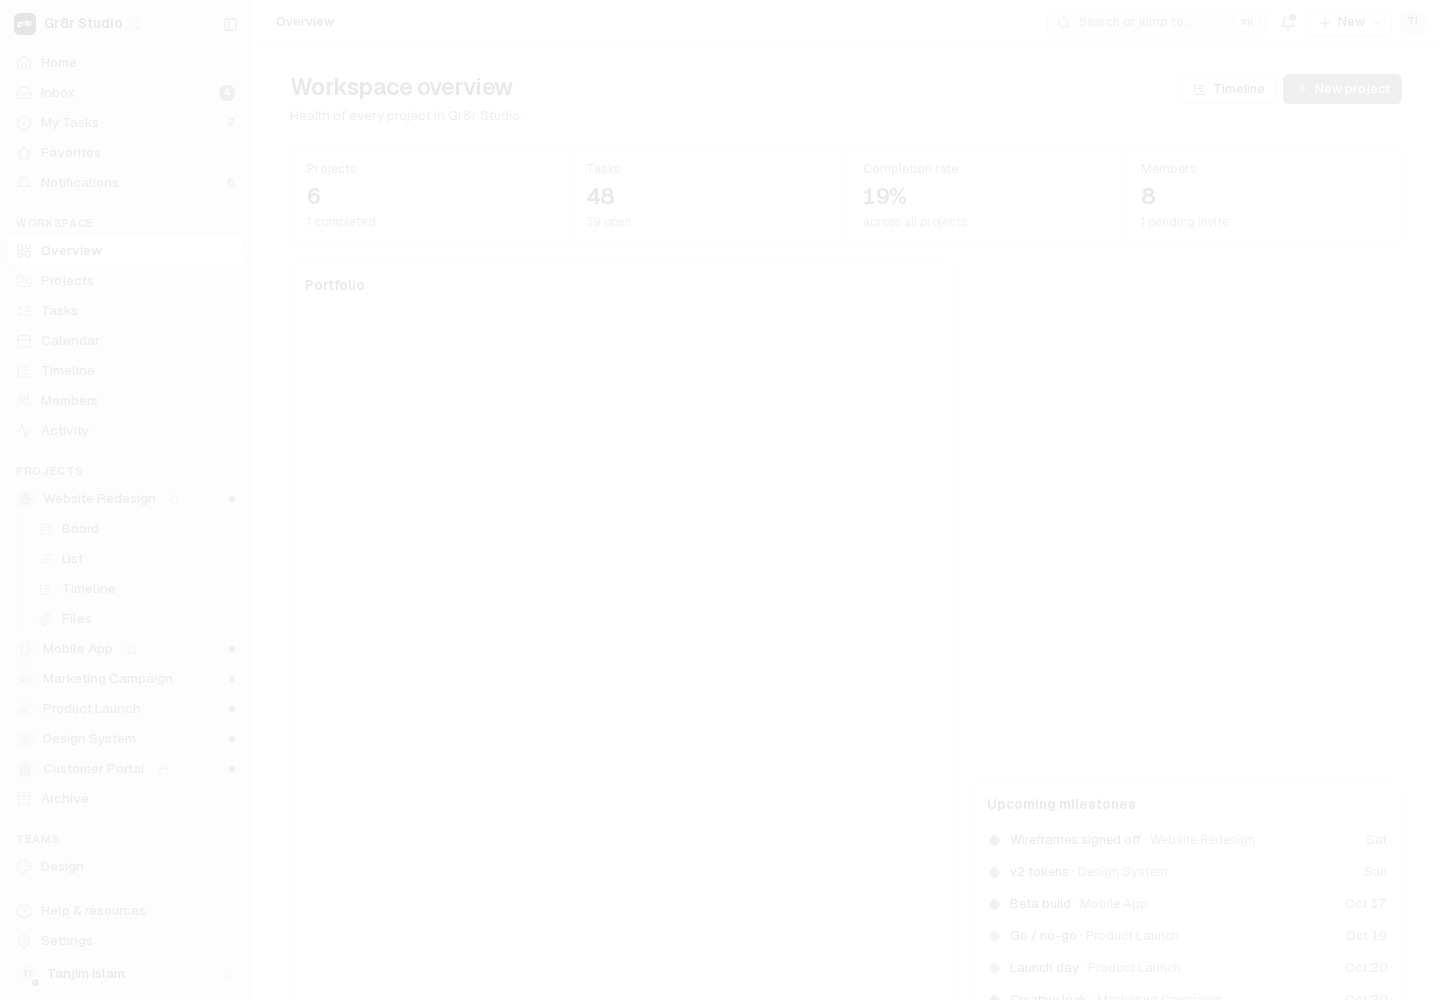 Gr8r Studio
Home
Inbox 4
My Tasks 2
Favorites
Notifications 6
WORKSPACE
Overview
Projects
Tasks
Calendar
Timeline
Members
Activity
PROJECTS
Website Redesign
Board
List
Timeline
Files
Mobile App
Marketing Campaign
Product Launch
Design System
Customer Portal
Archive
TEAMS
Design
Help & resources
Settings
TI Tanjim Islam
Overview
Search or jump to... ⌘K
New
TI
Workspace overview
Health of every project in Gr8r Studio.
Timeline
New project
Projects
6
1 completed
Tasks
48
39 open
Completion rate
19%
across all projects
Members
8
1 pending invite
Portfolio
Upcoming milestones
Wireframes signed off · Website Redesign Sat
v2 tokens · Design System Sun
Beta build · Mobile App Oct 17
Go / no-go · Product Launch Oct 19
Launch day · Product Launch Oct 20
Creative lock · Marketing Campaign Oct 20